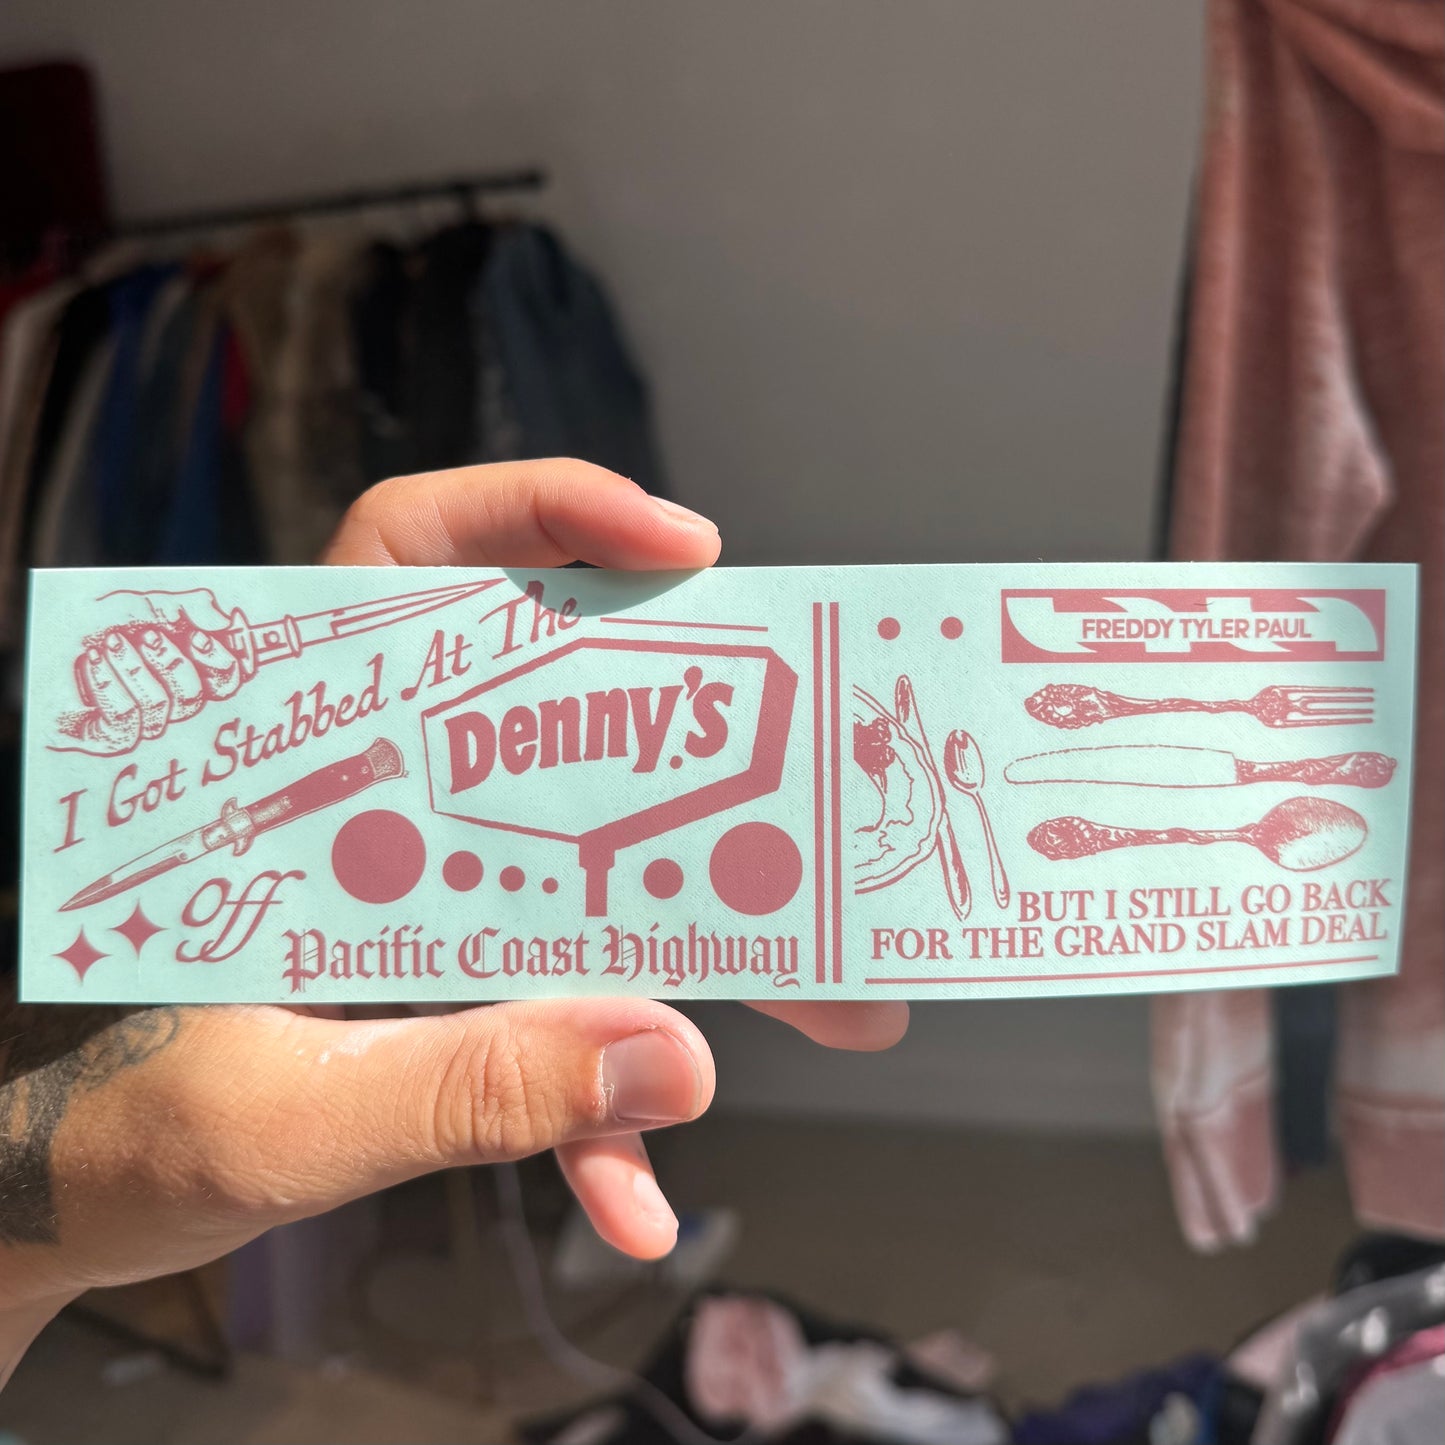 I Got Stabbed At The
Denny's
Off
Pacific Coast Highway
FREDDY TYLER PAUL
BUT I STILL GO BACK
FOR THE GRAND SLAM DEAL